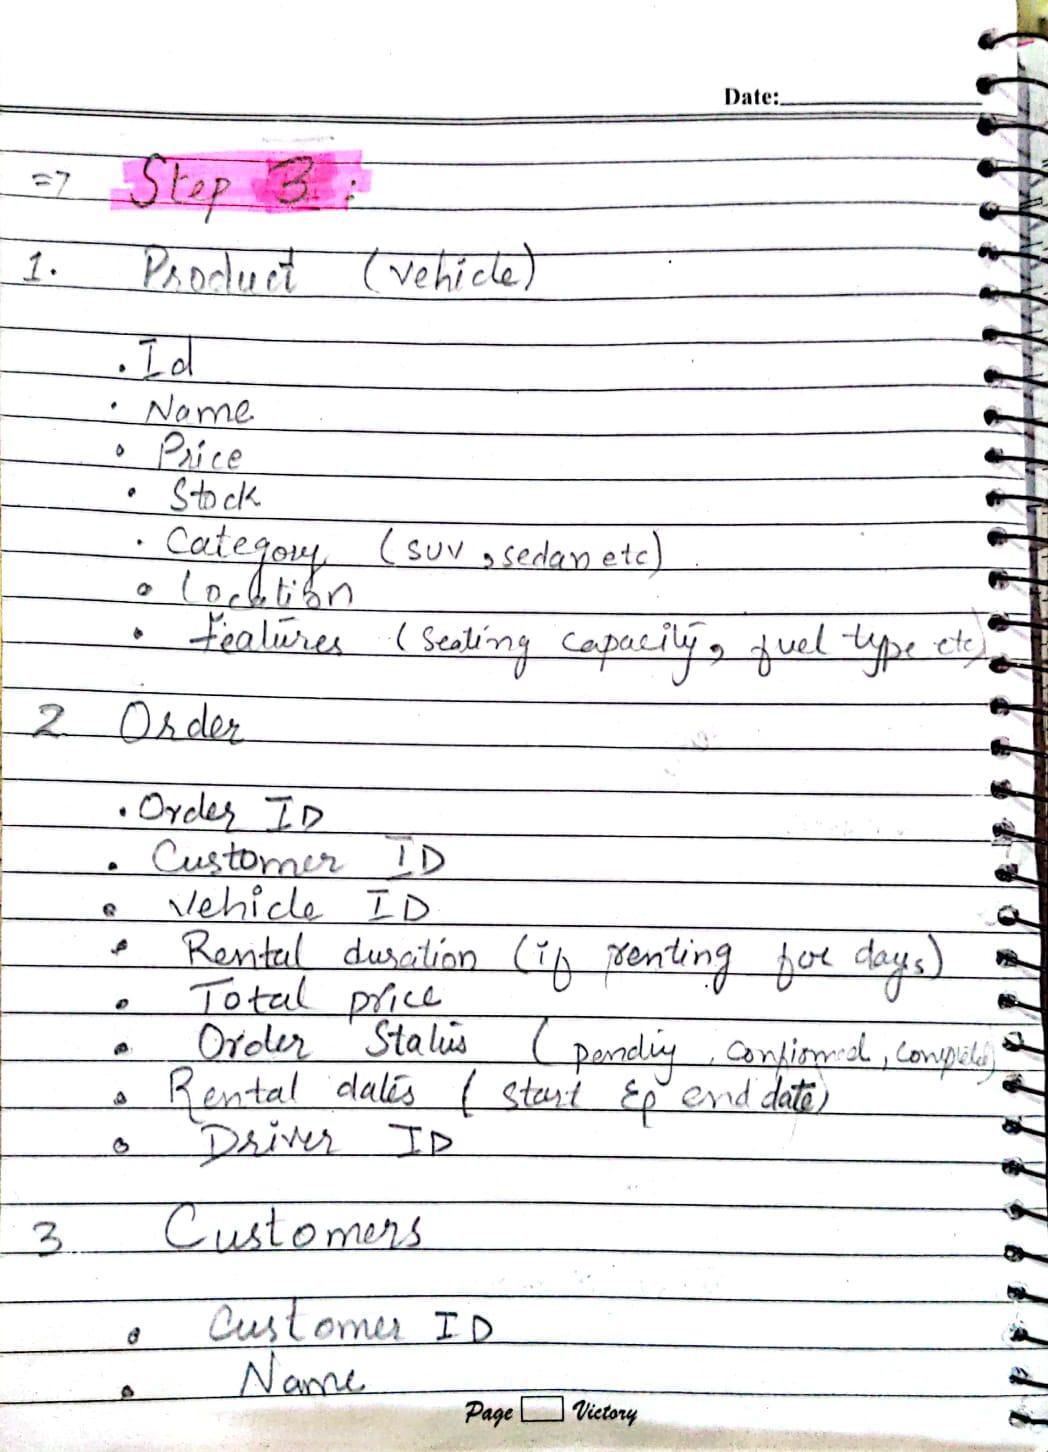 Date:
=> Step 3:
1. Product (vehicle)
• Id
• Name
• Price
• Stock
• Category (SUV, sedan etc)
• Location
• Features (seating capacity, fuel type etc)
2 Order
• Order ID
• Customer ID
• Vehicle ID
• Rental duration (if renting for days)
• Total price
• Order Status (pending, confirmed, completed)
• Rental dates (start & end date)
• Driver ID
3 Customers
• Customer ID
• Name
Page Victory